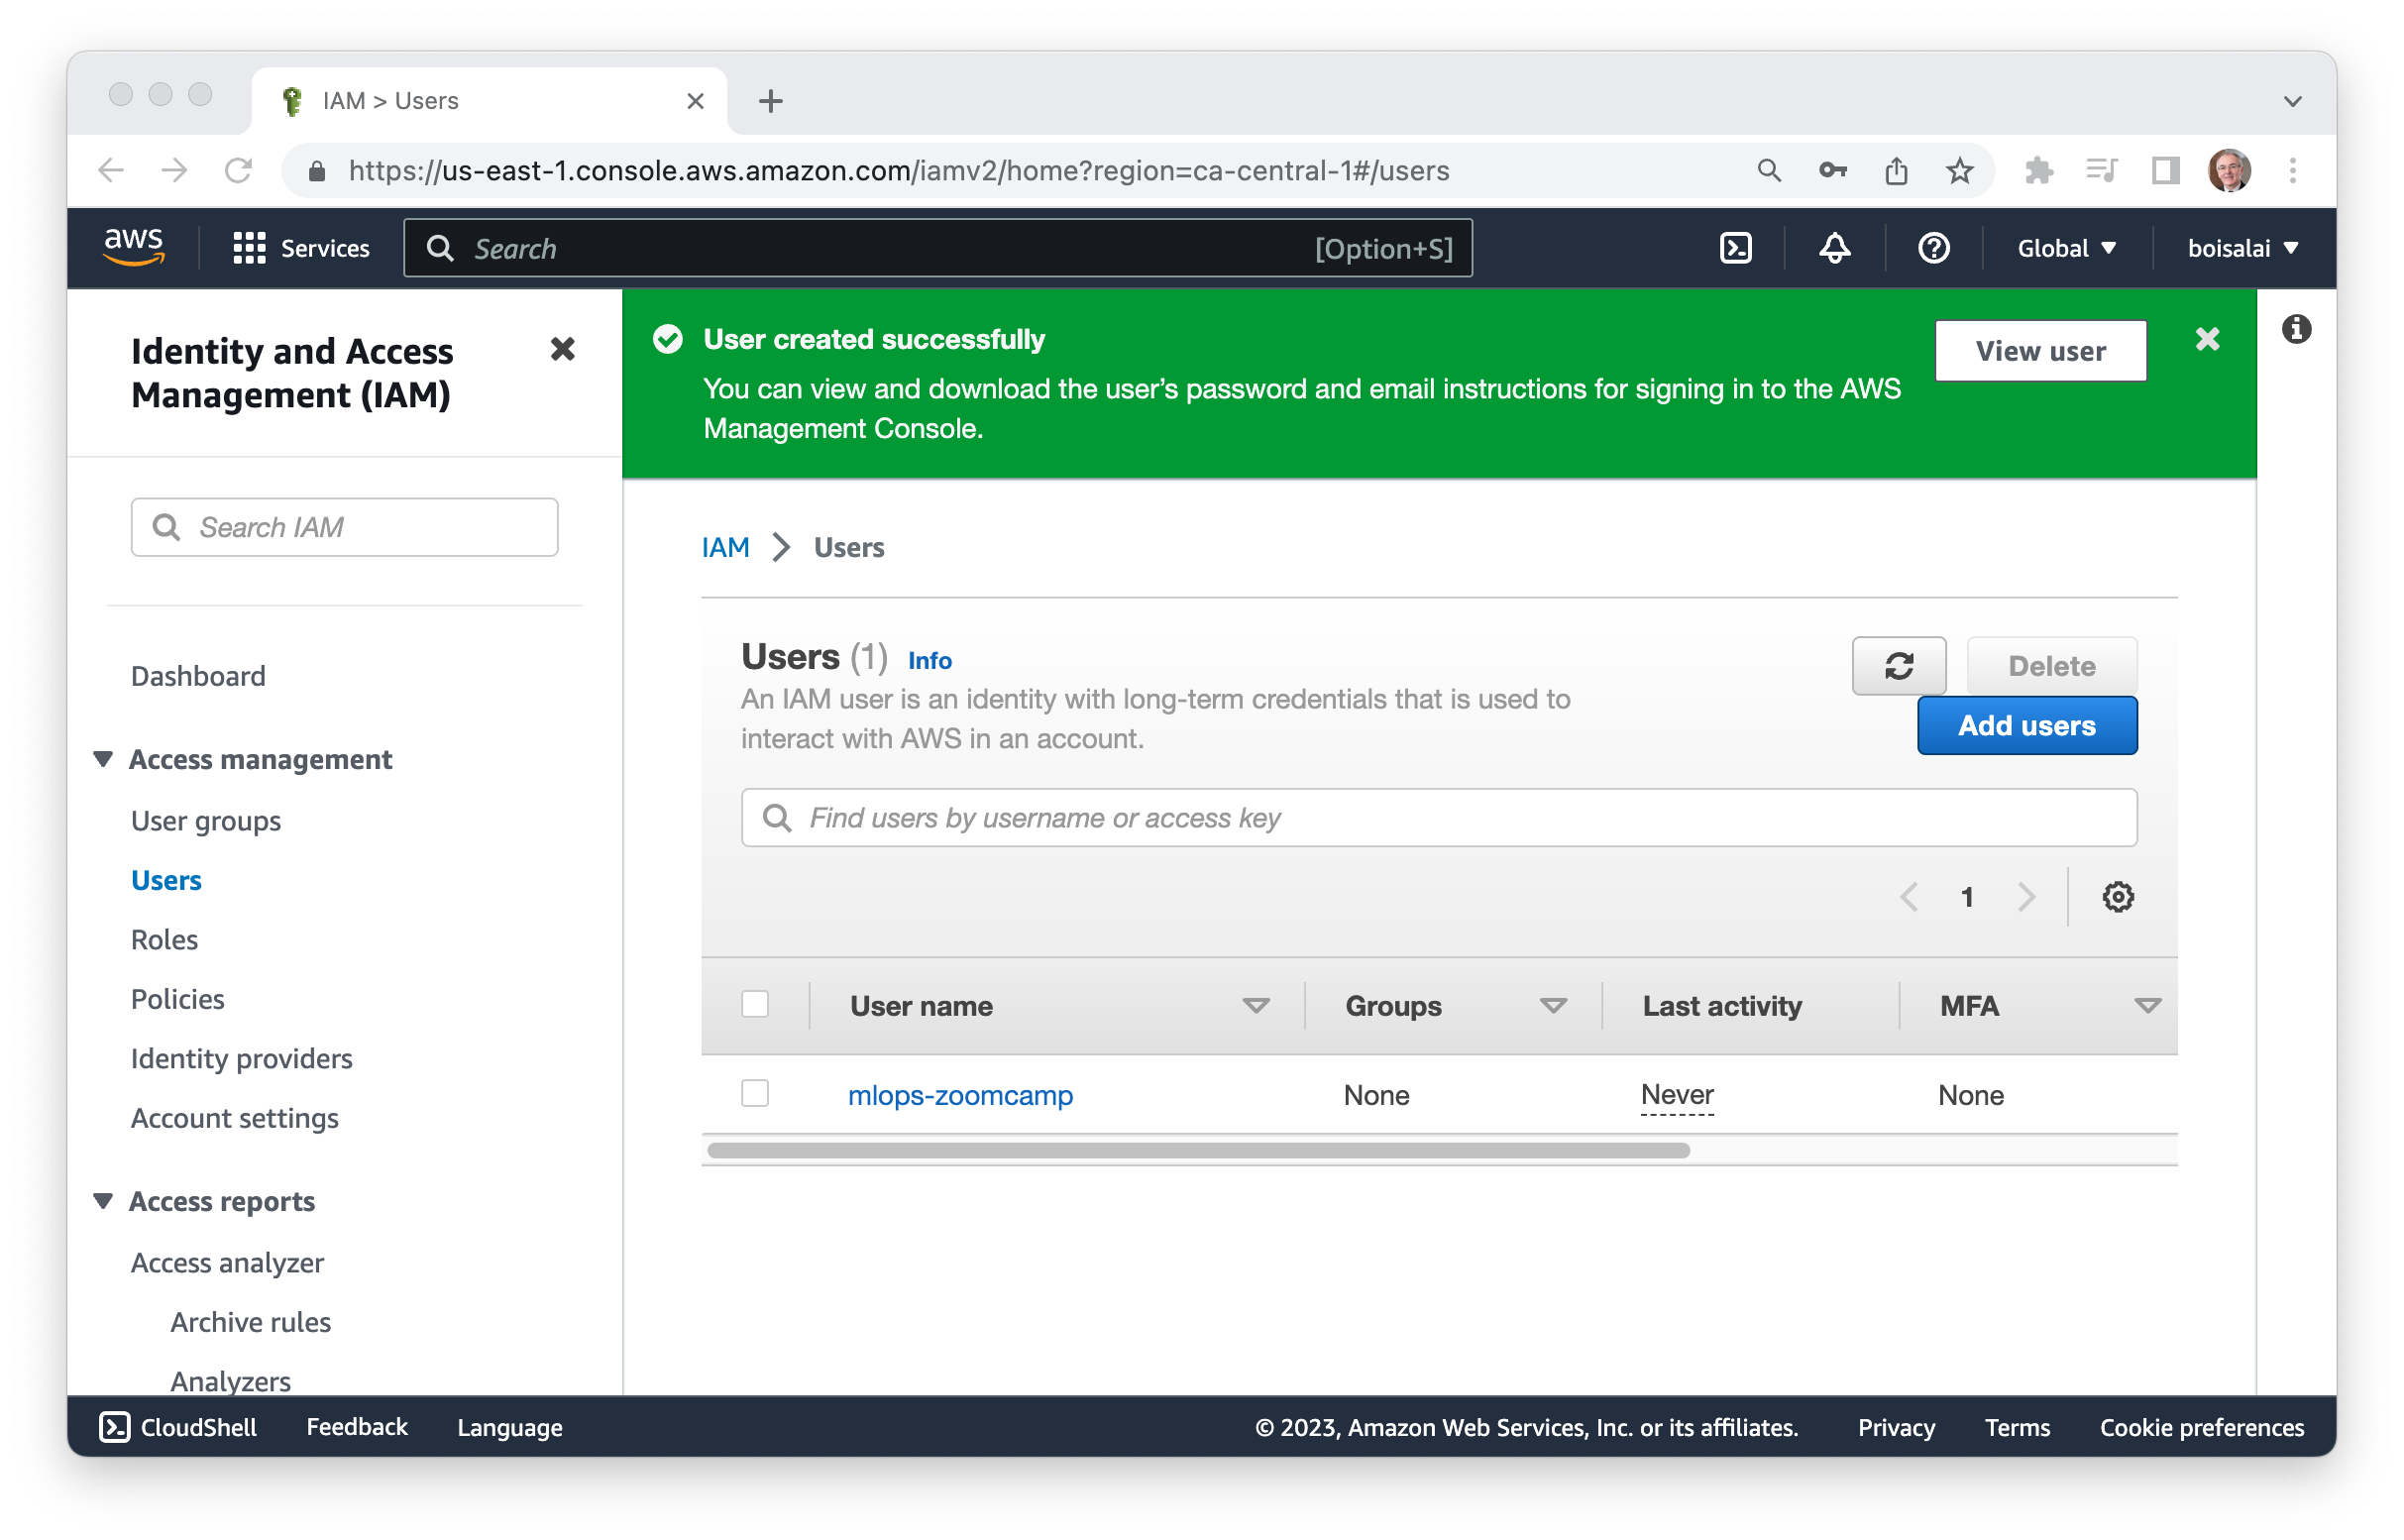 IAM > Users
https://us-east-1.console.aws.amazon.com/iamv2/home?region=ca-central-1#/users
aws
Services
Search
[Option+S]
Global
boisalai
Identity and Access
Management (IAM)
Search IAM
Dashboard
Access management
User groups
Users
Roles
Policies
Identity providers
Account settings
Access reports
Access analyzer
Archive rules
Analyzers
User created successfully
You can view and download the user's password and email instructions for signing in to the AWS
Management Console.
View user
IAM
Users
Users (1) Info
An IAM user is an identity with long-term credentials that is used to
interact with AWS in an account.
Delete
Add users
Find users by username or access key
1
User name Groups Last activity MFA
mlops-zoomcamp None Never None
CloudShell Feedback Language © 2023, Amazon Web Services, Inc. or its affiliates. Privacy Terms Cookie preferences